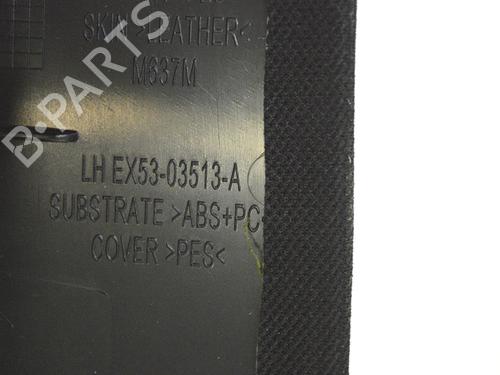 SKIN >LEATHER<
M637M
LH EX53-03513-A
SUBSTRATE >ABS+PC
COVER >PES<
B-PARTS